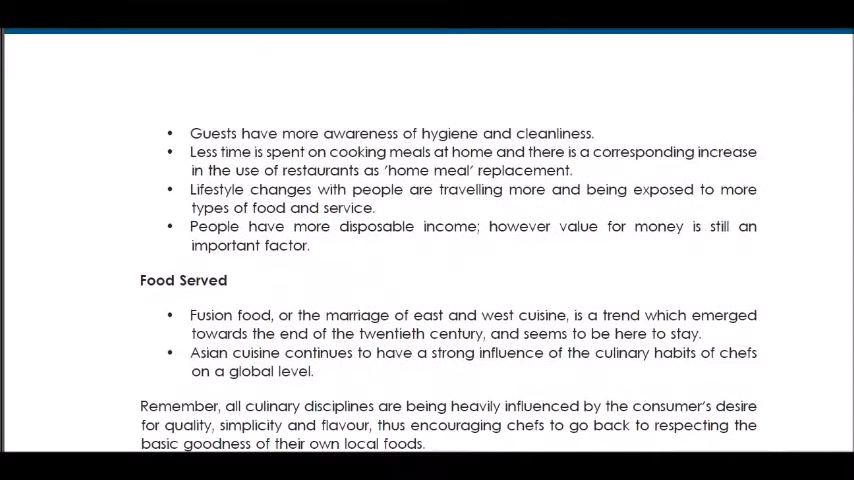 • Guests have more awareness of hygiene and cleanliness.
• Less time is spent on cooking meals at home and there is a corresponding increase
in the use of restaurants as 'home meal' replacement.
• Lifestyle changes with people are travelling more and being exposed to more
types of food and service.
• People have more disposable income; however value for money is still an
important factor.
Food Served
• Fusion food, or the marriage of east and west cuisine, is a trend which emerged
towards the end of the twentieth century, and seems to be here to stay.
• Asian cuisine continues to have a strong influence of the culinary habits of chefs
on a global level.
Remember, all culinary disciplines are being heavily influenced by the consumer's desire
for quality, simplicity and flavour, thus encouraging chefs to go back to respecting the
basic goodness of their own local foods.